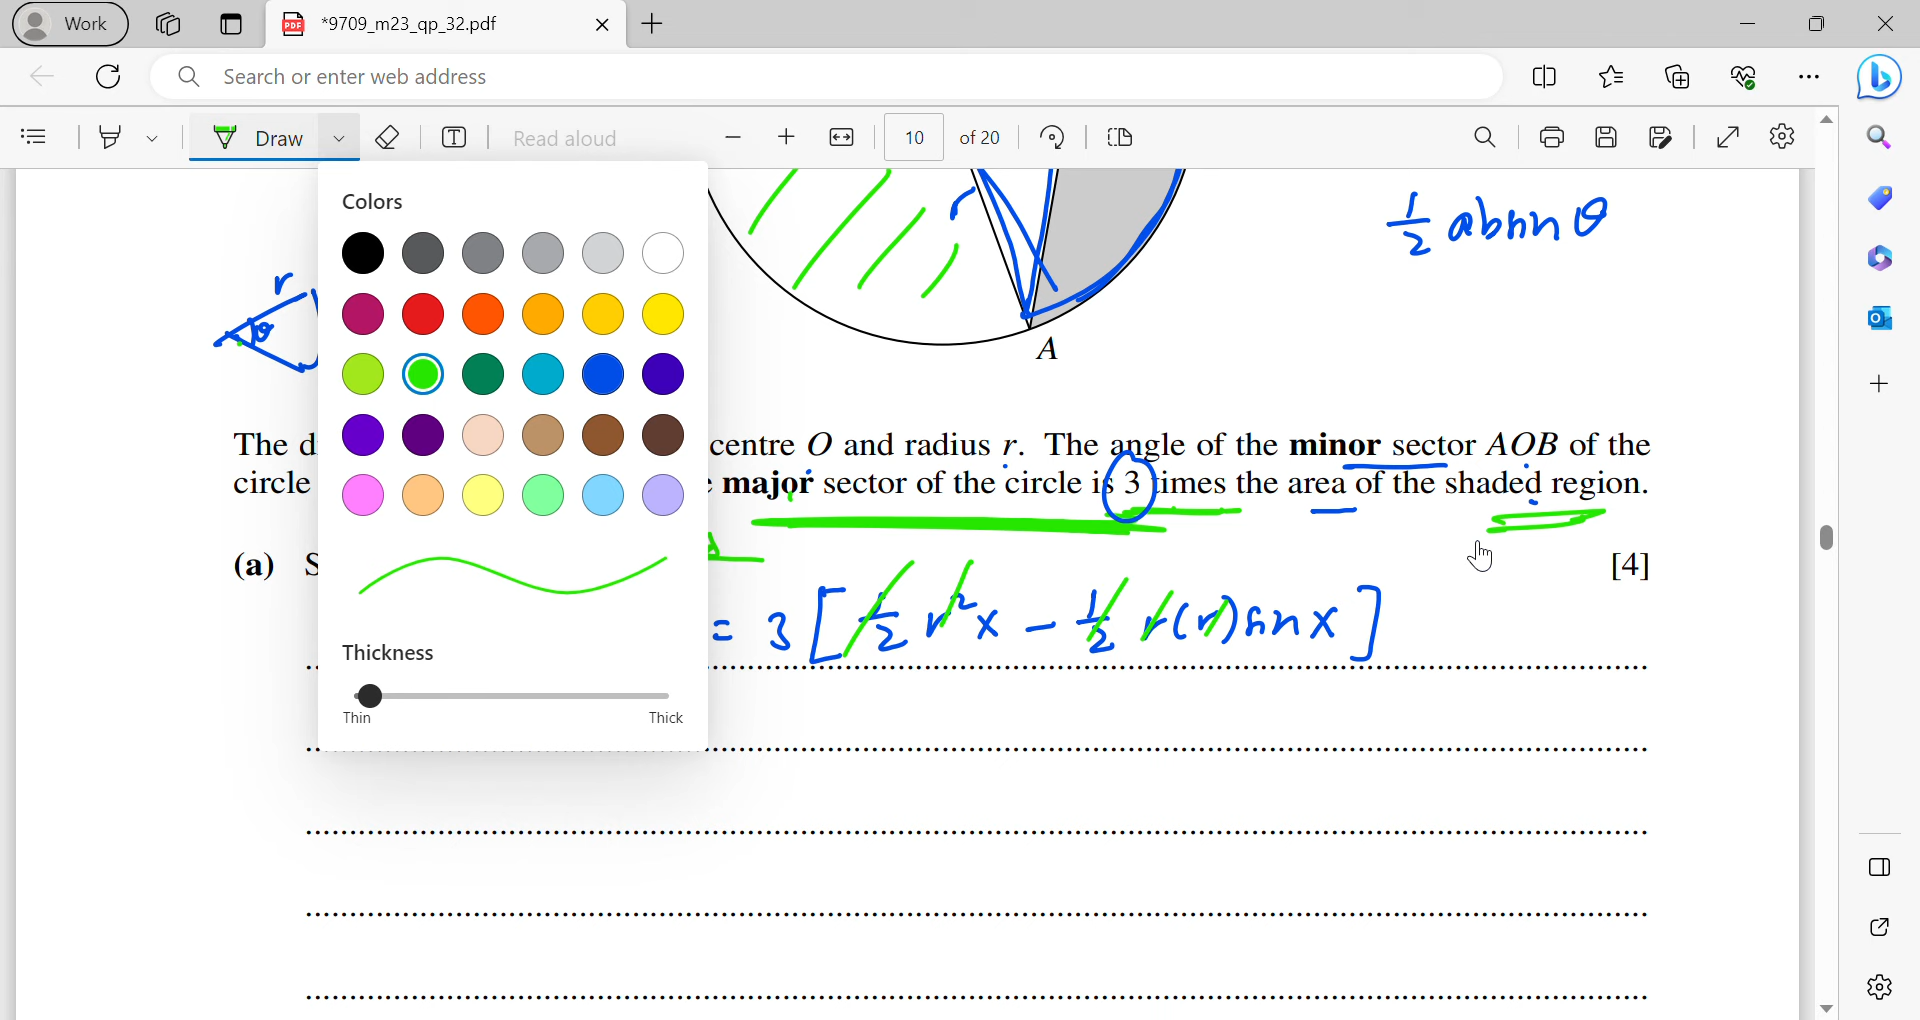 Work
*9709_m23_qp_32.pdf
Search or enter web address
Draw
Read aloud
10 of 20
Colors
Thickness
Thin Thick
r
θ
r
A
1/2 ab sin θ
The d centre O and radius r. The angle of the minor sector AOB of the
circle major sector of the circle is 3 times the area of the shaded region.
(a) S [4]
= 3 [ 1/2 r²x - 1/2 r(r) sin x ]